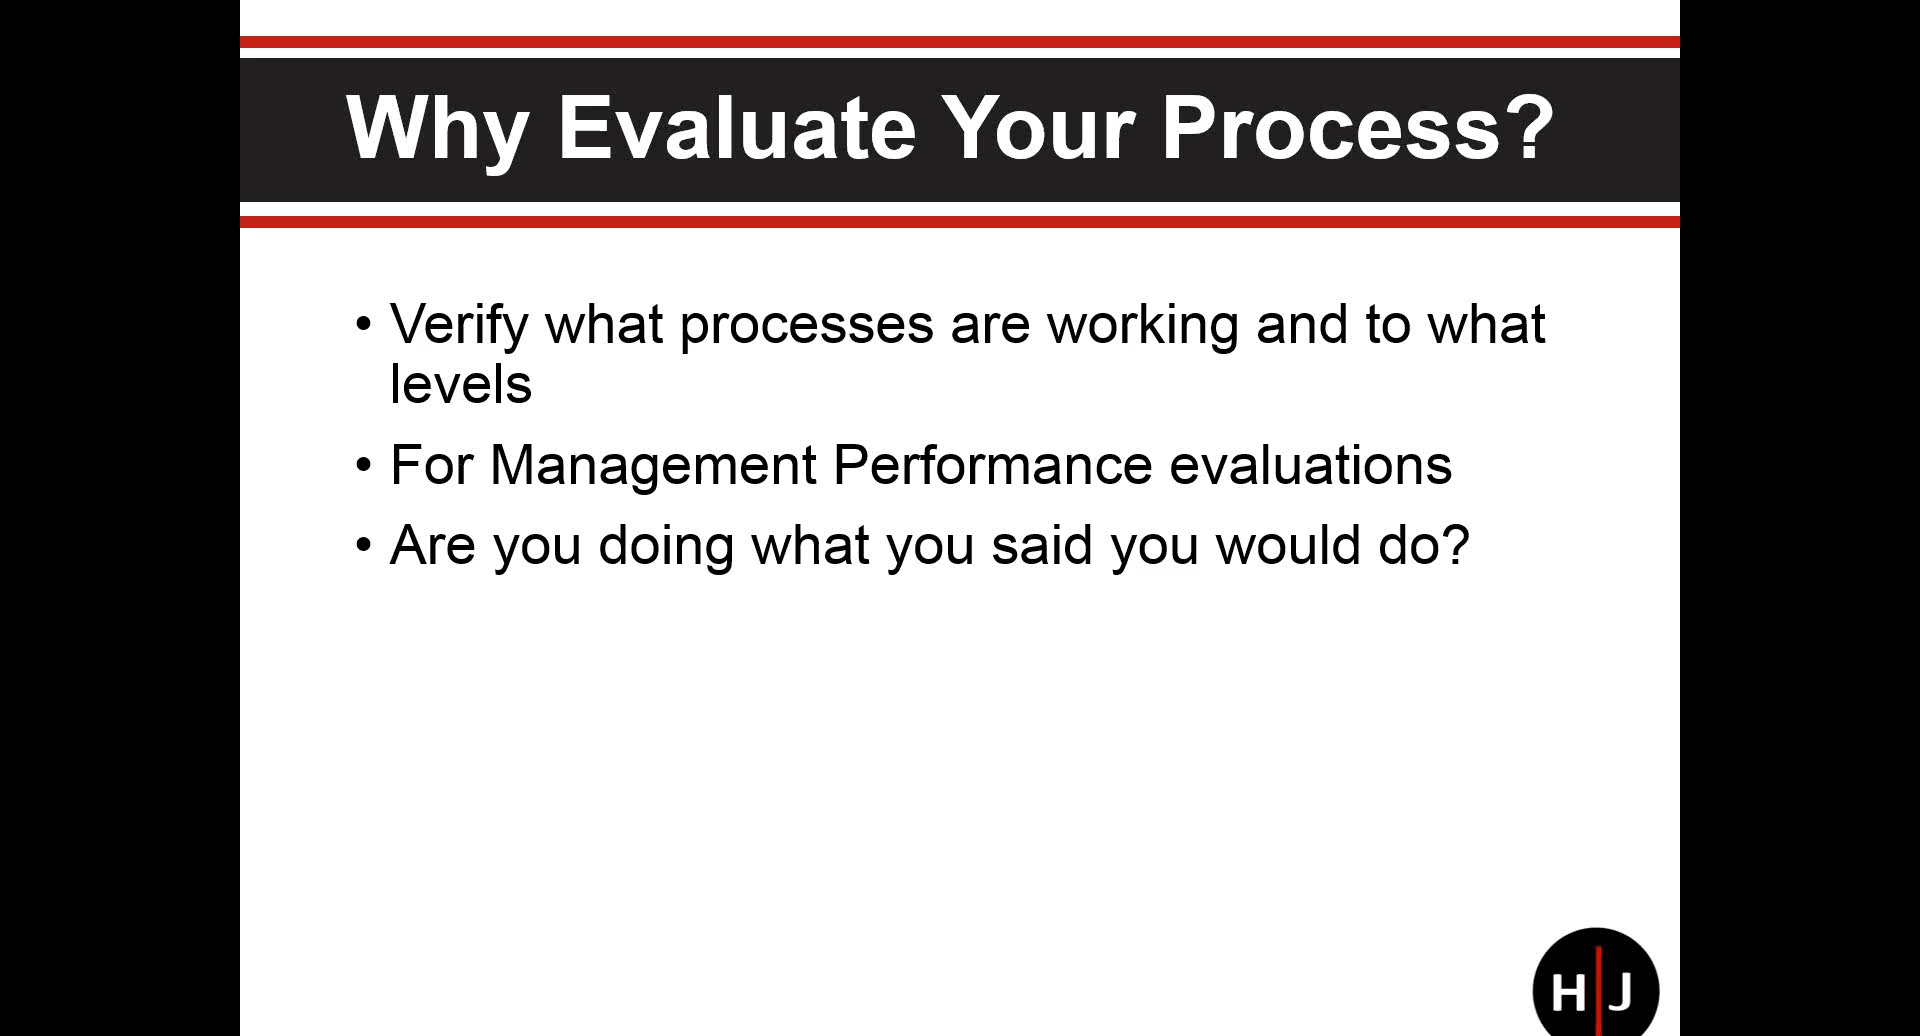 Why Evaluate Your Process?
• Verify what processes are working and to what
levels
• For Management Performance evaluations
• Are you doing what you said you would do?
H|J